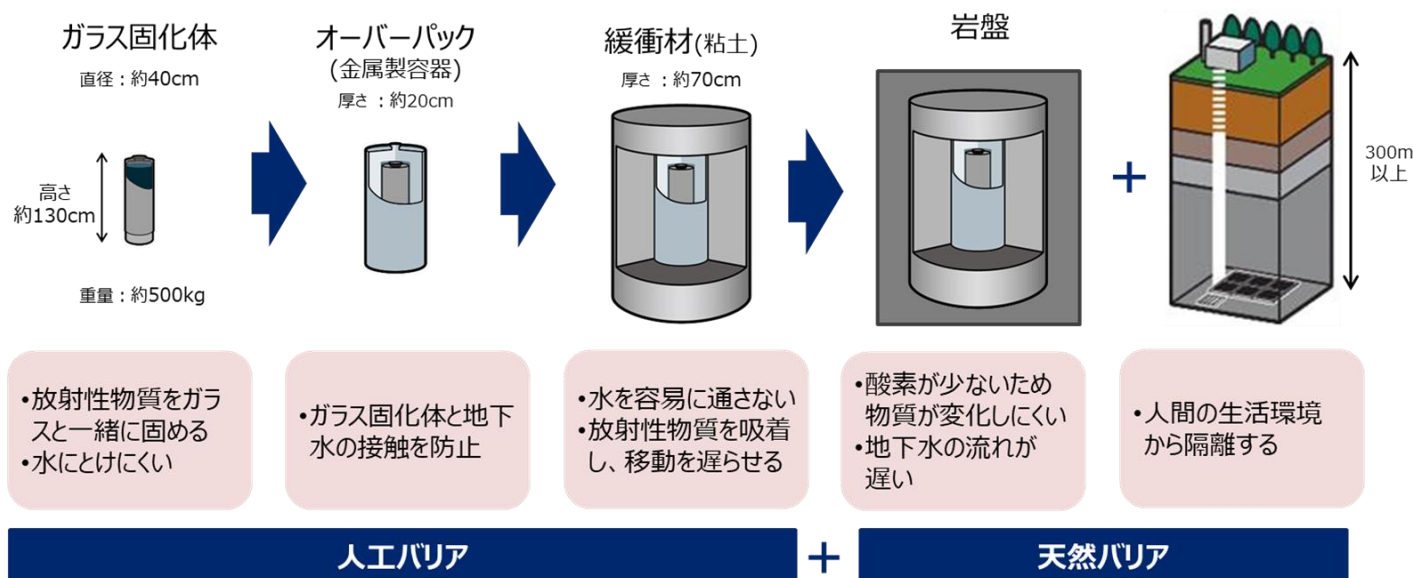 ガラス固化体
直径：約40cm
高さ
約130cm
重量：約500kg
オーバーパック
(金属製容器)
厚さ ：約20cm
緩衝材(粘土)
厚さ ：約70cm
岩盤
＋
300m
以上
•放射性物質をガラ
スと一緒に固める
•水にとけにくい
•ガラス固化体と地下
水の接触を防止
•水を容易に通さない
•放射性物質を吸着
し、移動を遅らせる
•酸素が少ないため
物質が変化しにくい
•地下水の流れが
遅い
•人間の生活環境
から隔離する
人工バリア
＋
天然バリア